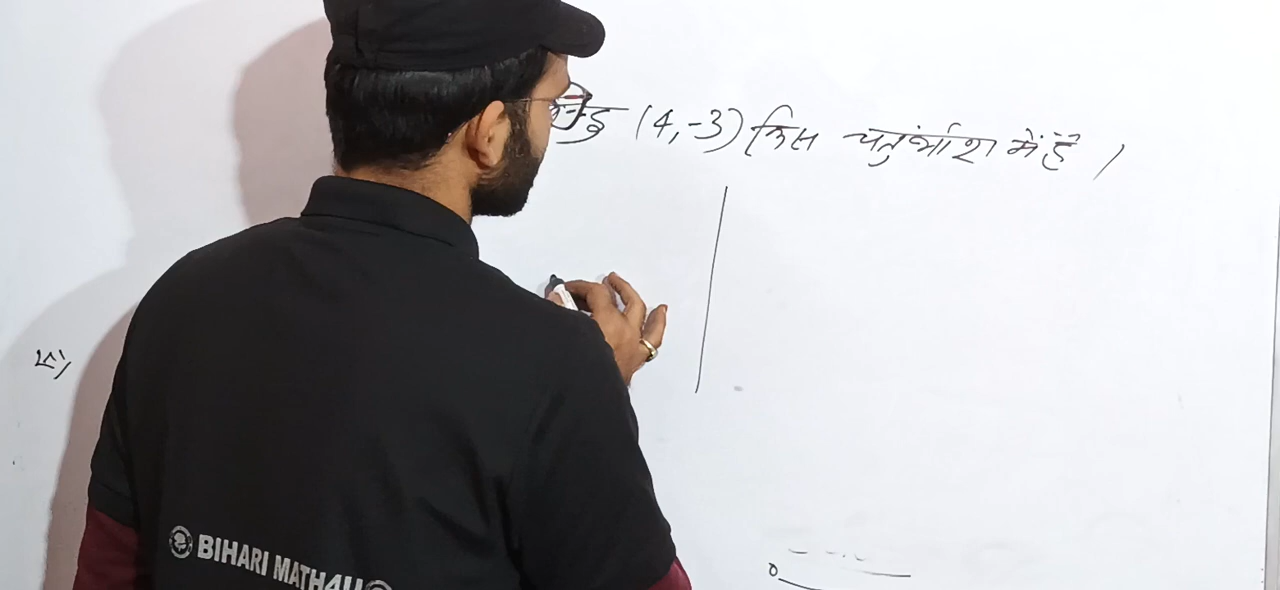 (4,-3) किस चतुर्थांश में है ।
BIHARI MATH4U